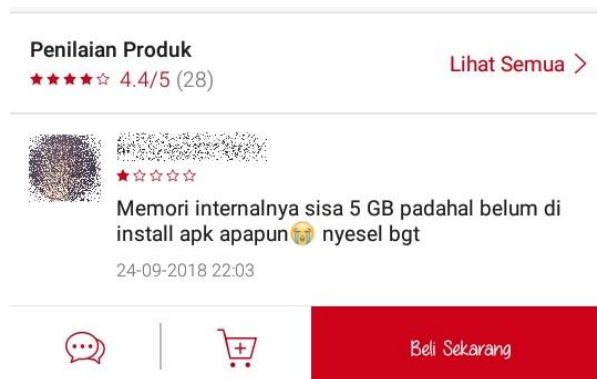 Penilaian Produk
4.4/5 (28)
Lihat Semua
Memori internalnya sisa 5 GB padahal belum di
install apk apapun😭 nyesel bgt
24-09-2018 22:03
Beli Sekarang